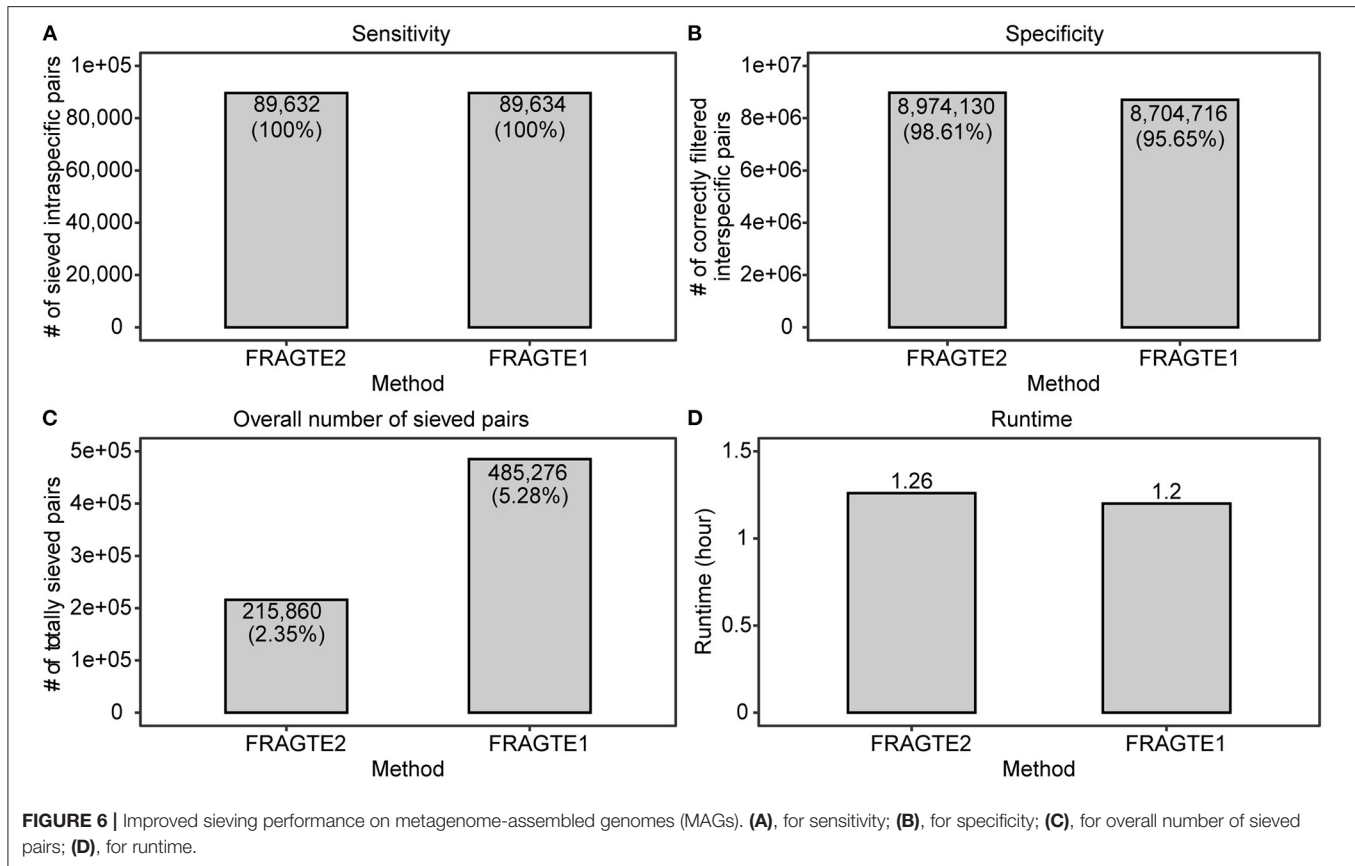 A
Sensitivity
# of sieved intraspecific pairs
1e+05
80,000
60,000
40,000
20,000
0
89,632
(100%)
89,634
(100%)
FRAGTE2
FRAGTE1
Method
B
Specificity
# of correctly filtered
interspecific pairs
1e+07
8e+06
6e+06
4e+06
2e+06
0
8,974,130
(98.61%)
8,704,716
(95.65%)
FRAGTE2
FRAGTE1
Method
C
Overall number of sieved pairs
# of totally sieved pairs
5e+05
4e+05
3e+05
2e+05
1e+05
0
215,860
(2.35%)
485,276
(5.28%)
FRAGTE2
FRAGTE1
Method
D
Runtime
Runtime (hour)
1.5
1
0.5
0
1.26
1.2
FRAGTE2
FRAGTE1
Method
FIGURE 6 | Improved sieving performance on metagenome-assembled genomes (MAGs). (A), for sensitivity; (B), for specificity; (C), for overall number of sieved
pairs; (D), for runtime.